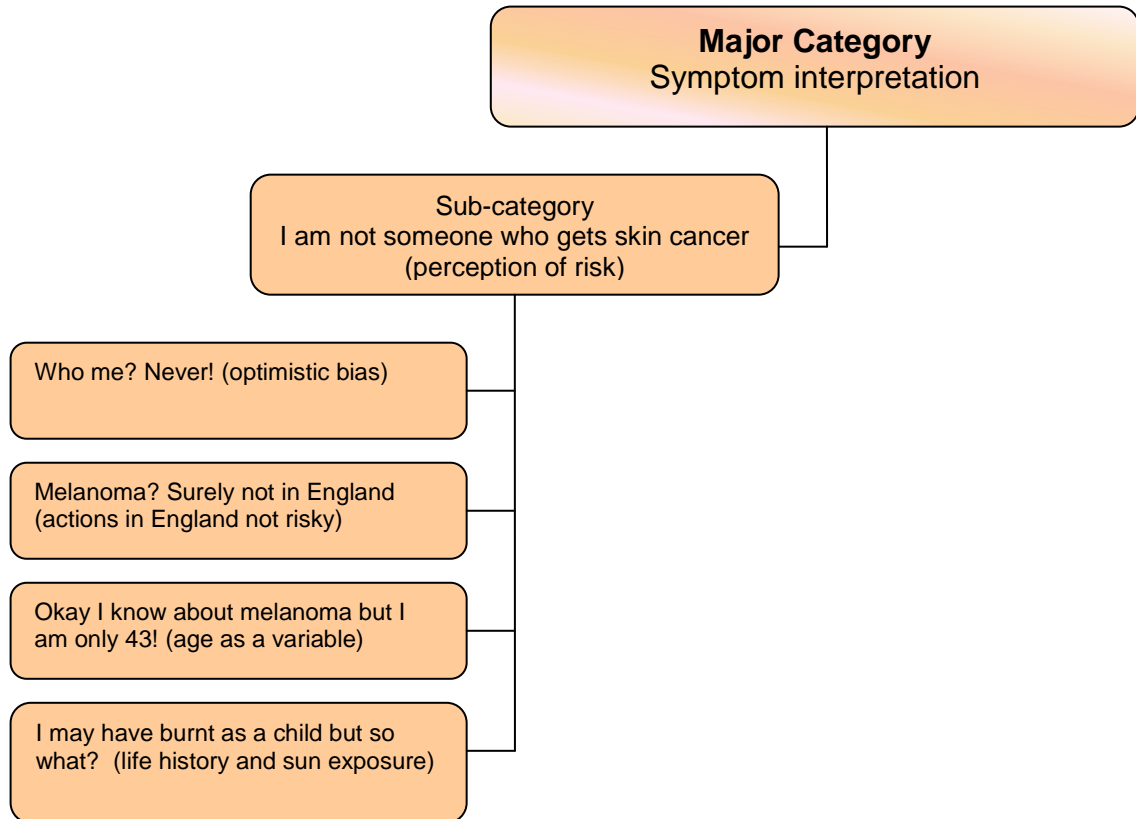 Major Category
Symptom interpretation
Sub-category
I am not someone who gets skin cancer
(perception of risk)
Who me? Never! (optimistic bias)
Melanoma? Surely not in England
(actions in England not risky)
Okay I know about melanoma but I
am only 43! (age as a variable)
I may have burnt as a child but so
what?  (life history and sun exposure)